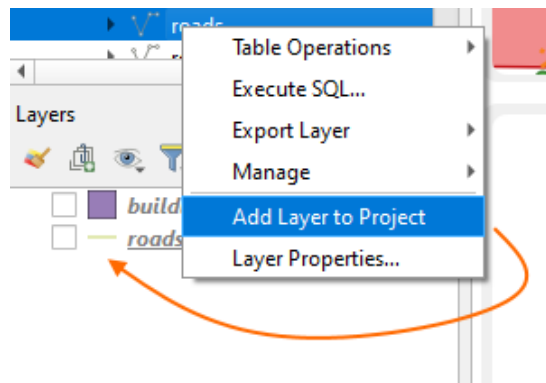 roads
Table Operations
Execute SQL...
Export Layer
Manage
Add Layer to Project
Layer Properties...
Layers
roads